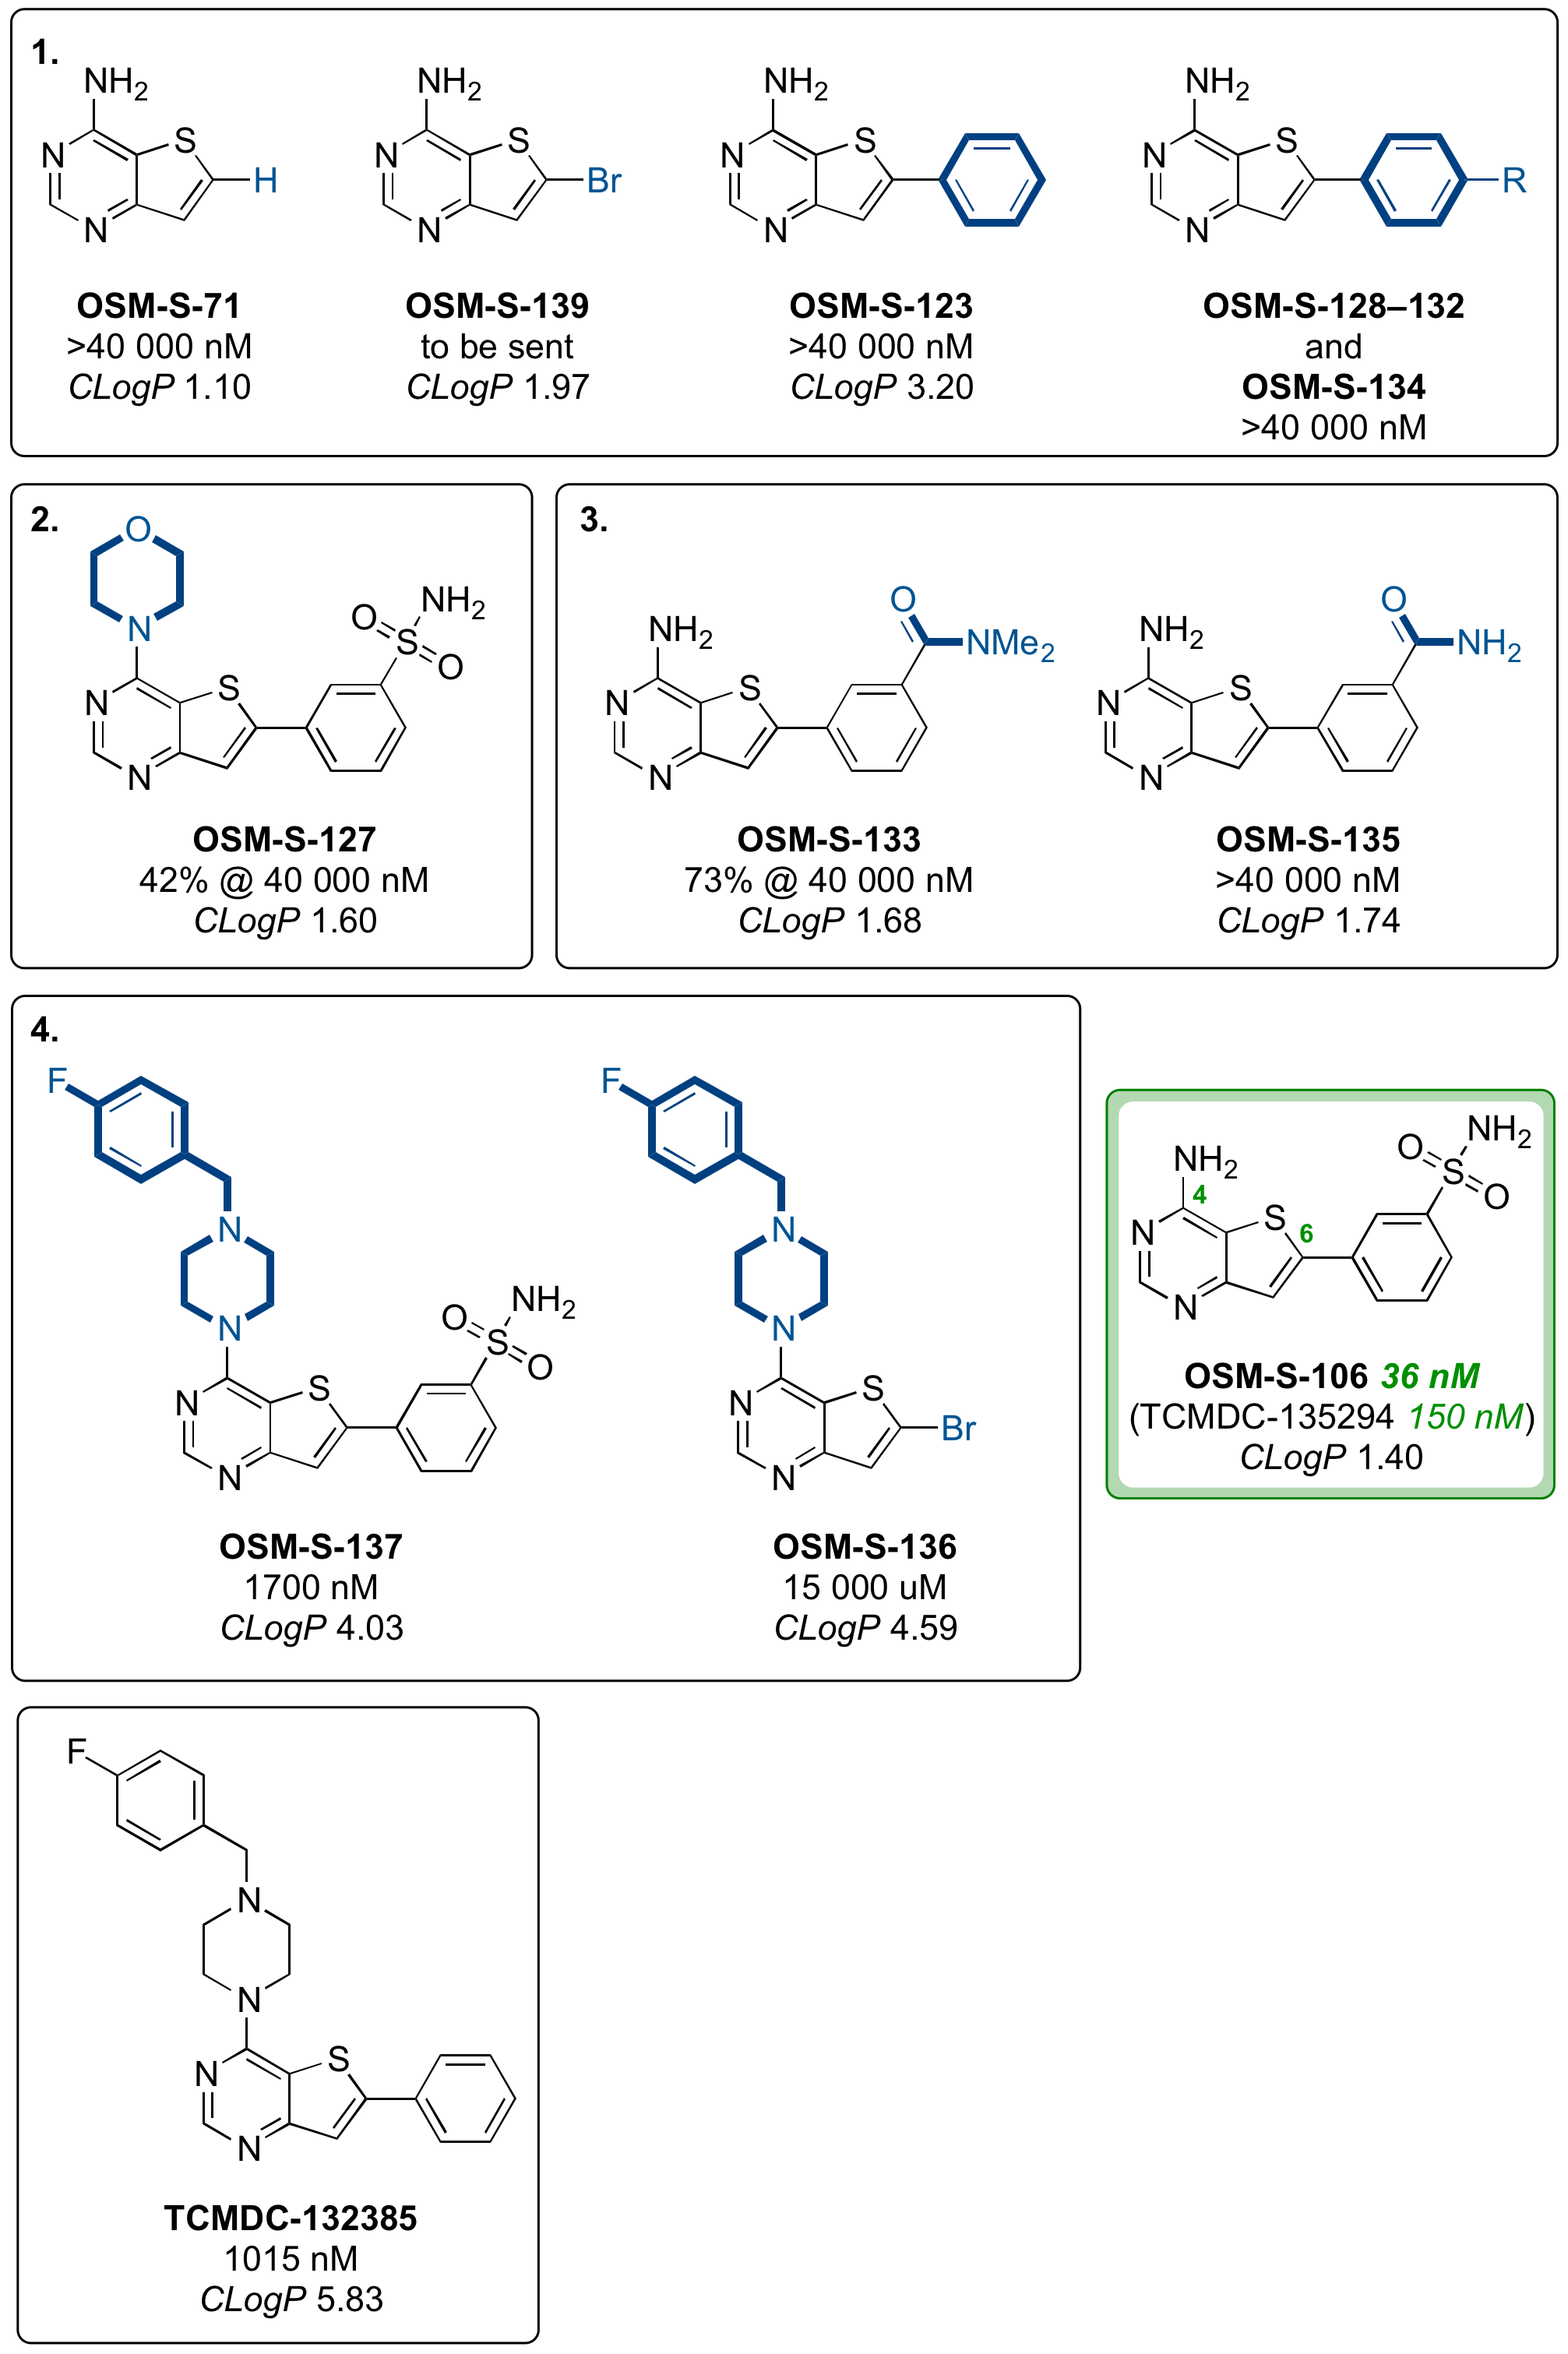 1.
NH2
N
N
S
H
OSM-S-71
>40 000 nM
CLogP 1.10
NH2
N
N
S
Br
OSM-S-139
to be sent
CLogP 1.97
NH2
N
N
S
OSM-S-123
>40 000 nM
CLogP 3.20
NH2
N
N
S
R
OSM-S-128–132
and
OSM-S-134
>40 000 nM
2.
O
N
N
N
S
O
S
NH2
O
OSM-S-127
42% @ 40 000 nM
CLogP 1.60
3.
NH2
N
N
S
O
NMe2
OSM-S-133
73% @ 40 000 nM
CLogP 1.68
NH2
N
N
S
O
NH2
OSM-S-135
>40 000 nM
CLogP 1.74
4.
F
N
N
N
N
S
O
S
NH2
O
OSM-S-137
1700 nM
CLogP 4.03
F
N
N
N
N
S
Br
OSM-S-136
15 000 uM
CLogP 4.59
NH2
4
N
N
S
6
O
S
NH2
O
OSM-S-106 36 nM
(TCMDC-135294 150 nM)
CLogP 1.40
F
N
N
N
N
S
TCMDC-132385
1015 nM
CLogP 5.83